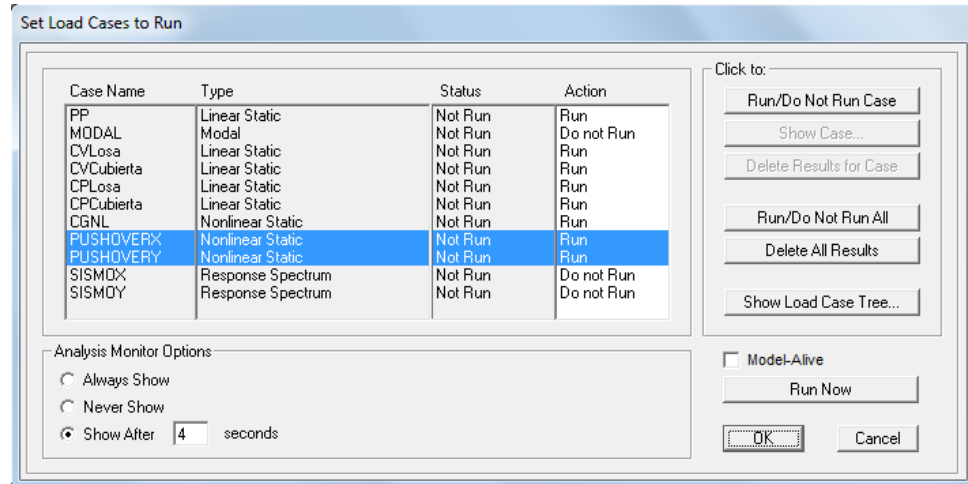 Set Load Cases to Run
Case Name Type Status Action
PP Linear Static Not Run Run
MODAL Modal Not Run Do not Run
CVLosa Linear Static Not Run Run
CVCubierta Linear Static Not Run Run
CPLosa Linear Static Not Run Run
CPCubierta Linear Static Not Run Run
CGNL Nonlinear Static Not Run Run
PUSHOVERX Nonlinear Static Not Run Run
PUSHOVERY Nonlinear Static Not Run Run
SISMOX Response Spectrum Not Run Do not Run
SISMOY Response Spectrum Not Run Do not Run
Click to:
Run/Do Not Run Case
Show Case...
Delete Results for Case
Run/Do Not Run All
Delete All Results
Show Load Case Tree...
Analysis Monitor Options
Always Show
Never Show
Show After 4 seconds
Model-Alive
Run Now
OK Cancel